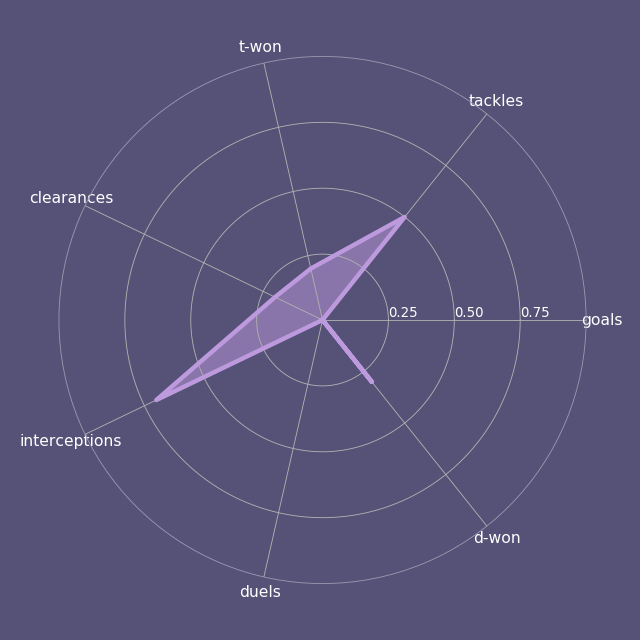 t-won
tackles
clearances
0.25 0.50 0.75
goals
interceptions
d-won
duels